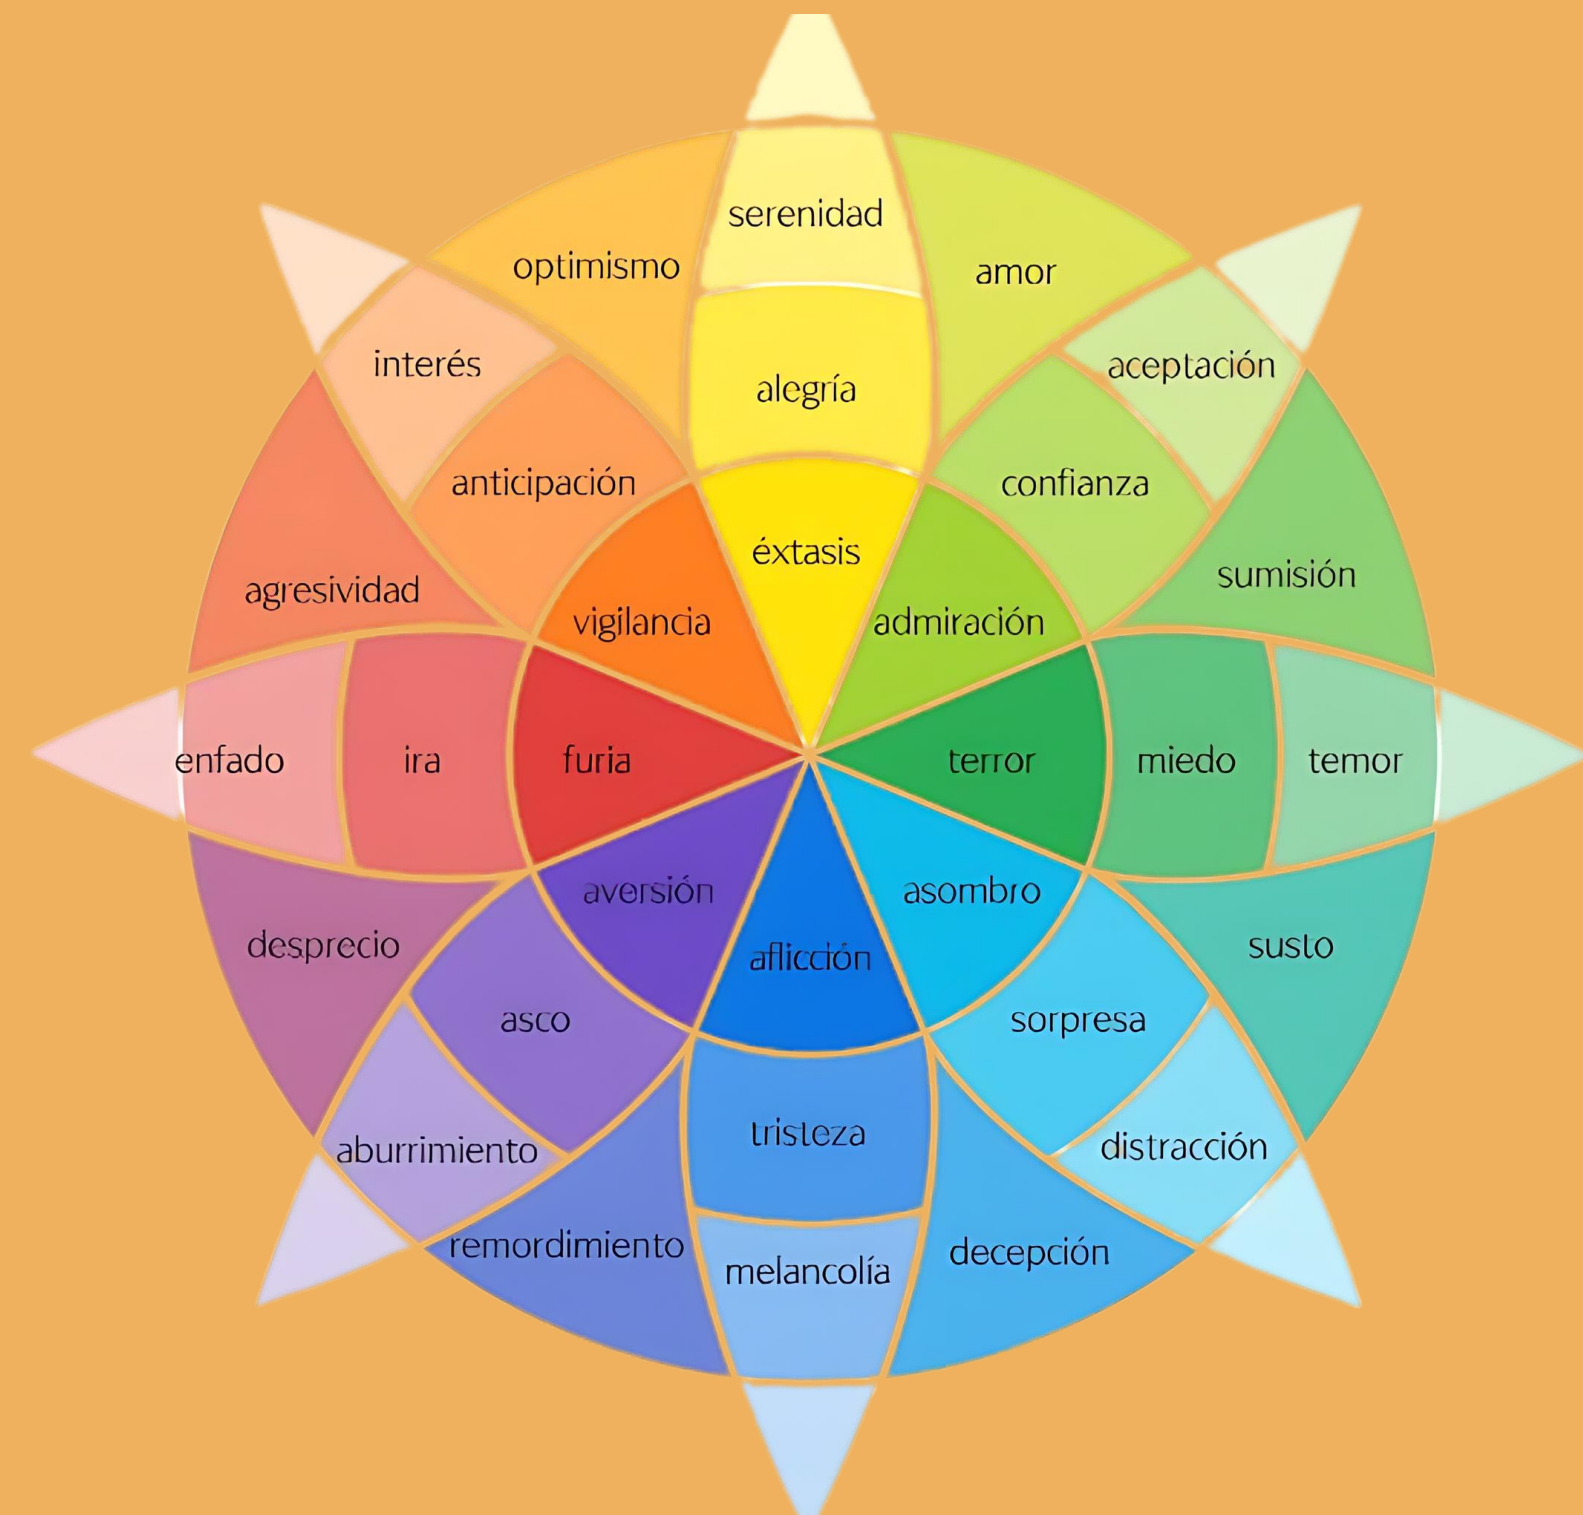 serenidad
optimismo
amor
interés
alegría
aceptación
anticipación
confianza
éxtasis
agresividad
sumisión
vigilancia
admiración
enfado
ira
furia
terror
miedo
temor
aversión
asombro
desprecio
aflicción
susto
asco
sorpresa
aburrimiento
tristeza
distracción
remordimiento
melancolía
decepción